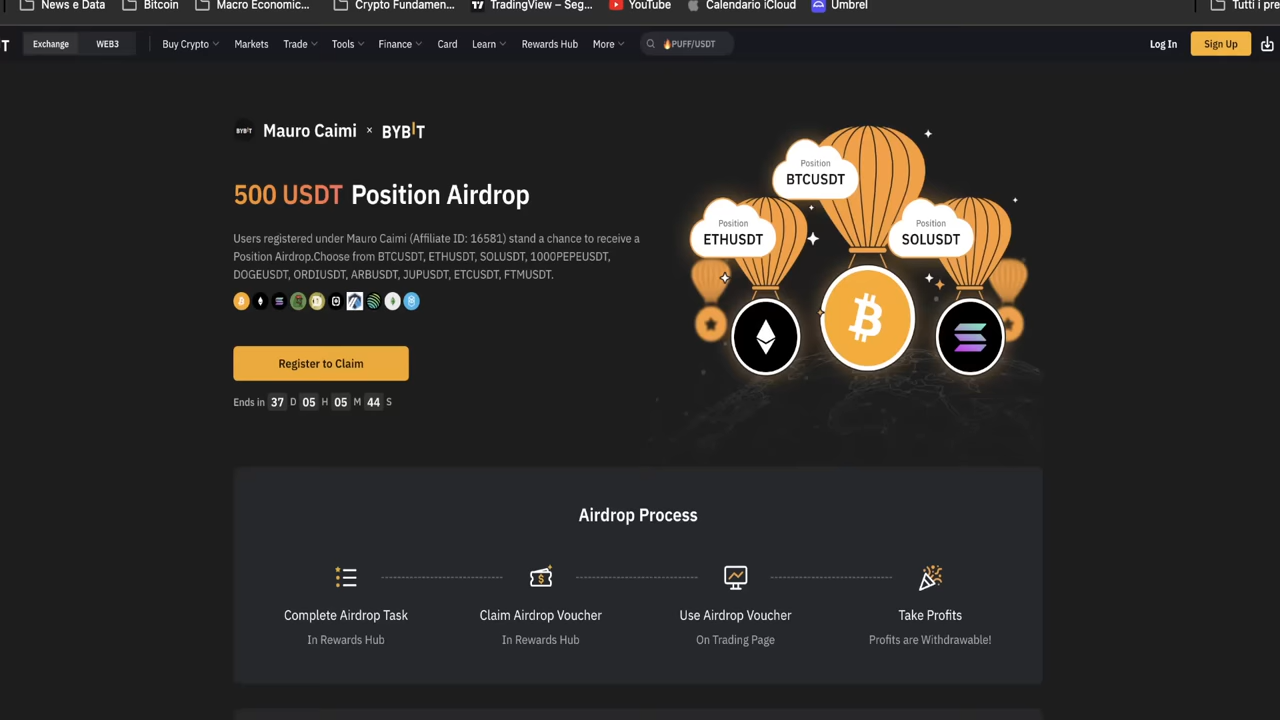 News e Data
Bitcoin
Macro Economic...
Crypto Fundamen...
TradingView – Seg...
YouTube
Calendario iCloud
Umbrel
Tutti i pre
T
Exchange
WEB3
Buy Crypto
Markets
Trade
Tools
Finance
Card
Learn
Rewards Hub
More
🔥PUFF/USDT
Log In
Sign Up
BYBIT Mauro Caimi × BYBIT
500 USDT Position Airdrop
Users registered under Mauro Caimi (Affiliate ID: 16581) stand a chance to receive a
Position Airdrop.Choose from BTCUSDT, ETHUSDT, SOLUSDT, 1000PEPEUSDT,
DOGEUSDT, ORDIUSDT, ARBUSDT, JUPUSDT, ETCUSDT, FTMUSDT.
Register to Claim
Ends in 37 D 05 H 05 M 44 S
Position
BTCUSDT
Position
ETHUSDT
Position
SOLUSDT
Airdrop Process
Complete Airdrop Task
In Rewards Hub
Claim Airdrop Voucher
In Rewards Hub
Use Airdrop Voucher
On Trading Page
Take Profits
Profits are Withdrawable!